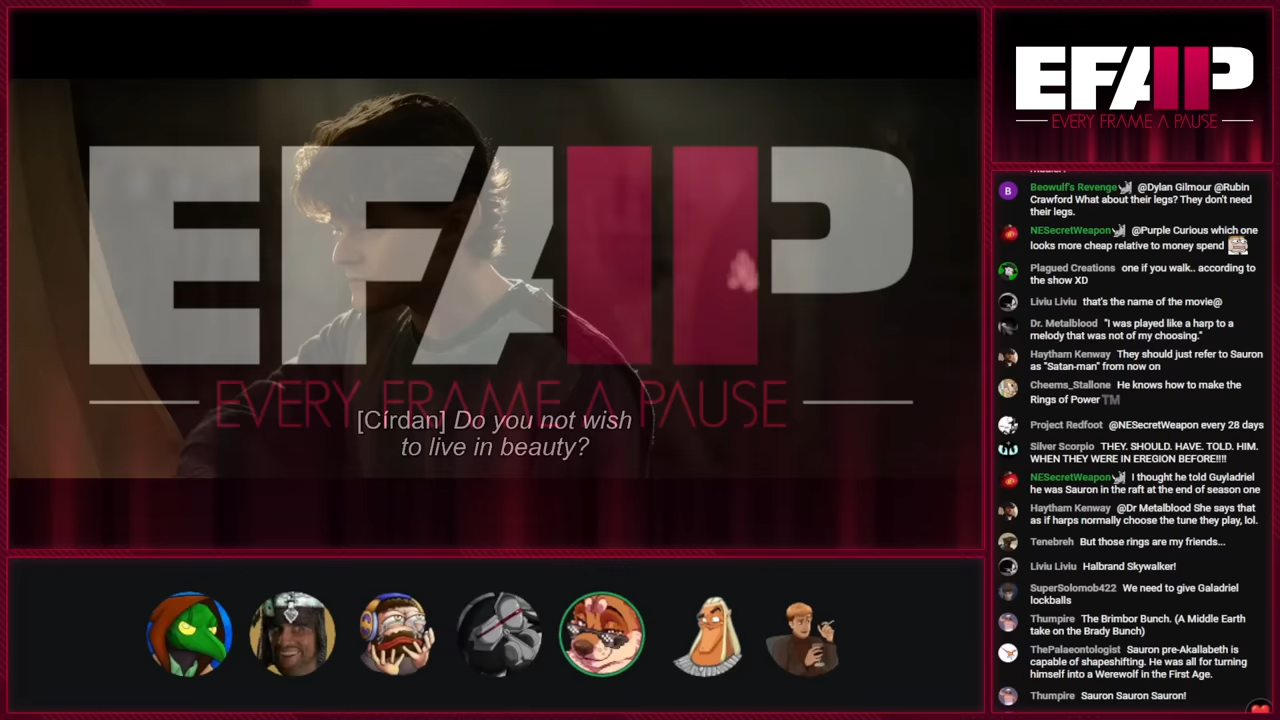 EFAP
EVERY FRAME A PAUSE
[Círdan] Do you not wish
to live in beauty?
EFAP
EVERY FRAME A PAUSE
B
Beowulf's Revenge @Dylan Gilmour @Rubin
Crawford What about their legs? They don't need
their legs.
NESecretWeapon @Purple Curious which one
looks more cheap relative to money spend
Plagued Creations one if you walk.. according to
the show XD
Liviu Liviu that's the name of the movie@
Dr. Metalblood "I was played like a harp to a
melody that was not of my choosing."
Haytham Kenway They should just refer to Sauron
as "Satan-man" from now on
Cheems_Stallone He knows how to make the
Rings of Power TM
Project Redfoot @NESecretWeapon every 28 days
Silver Scorpio THEY. SHOULD. HAVE. TOLD. HIM.
WHEN THEY WERE IN EREGION BEFORE!!!!
NESecretWeapon I thought he told Guyladriel
he was Sauron in the raft at the end of season one
Haytham Kenway @Dr Metalblood She says that
as if harps normally choose the tune they play, lol.
Tenebreh But those rings are my friends...
Liviu Liviu Halbrand Skywalker!
SuperSolomob422 We need to give Galadriel
lockballs
Thumpire The Brimbor Bunch. (A Middle Earth
take on the Brady Bunch)
ThePalaeontologist Sauron pre-Akallabeth is
capable of shapeshifting. He was all for turning
himself into a Werewolf in the First Age.
Thumpire Sauron Sauron Sauron!